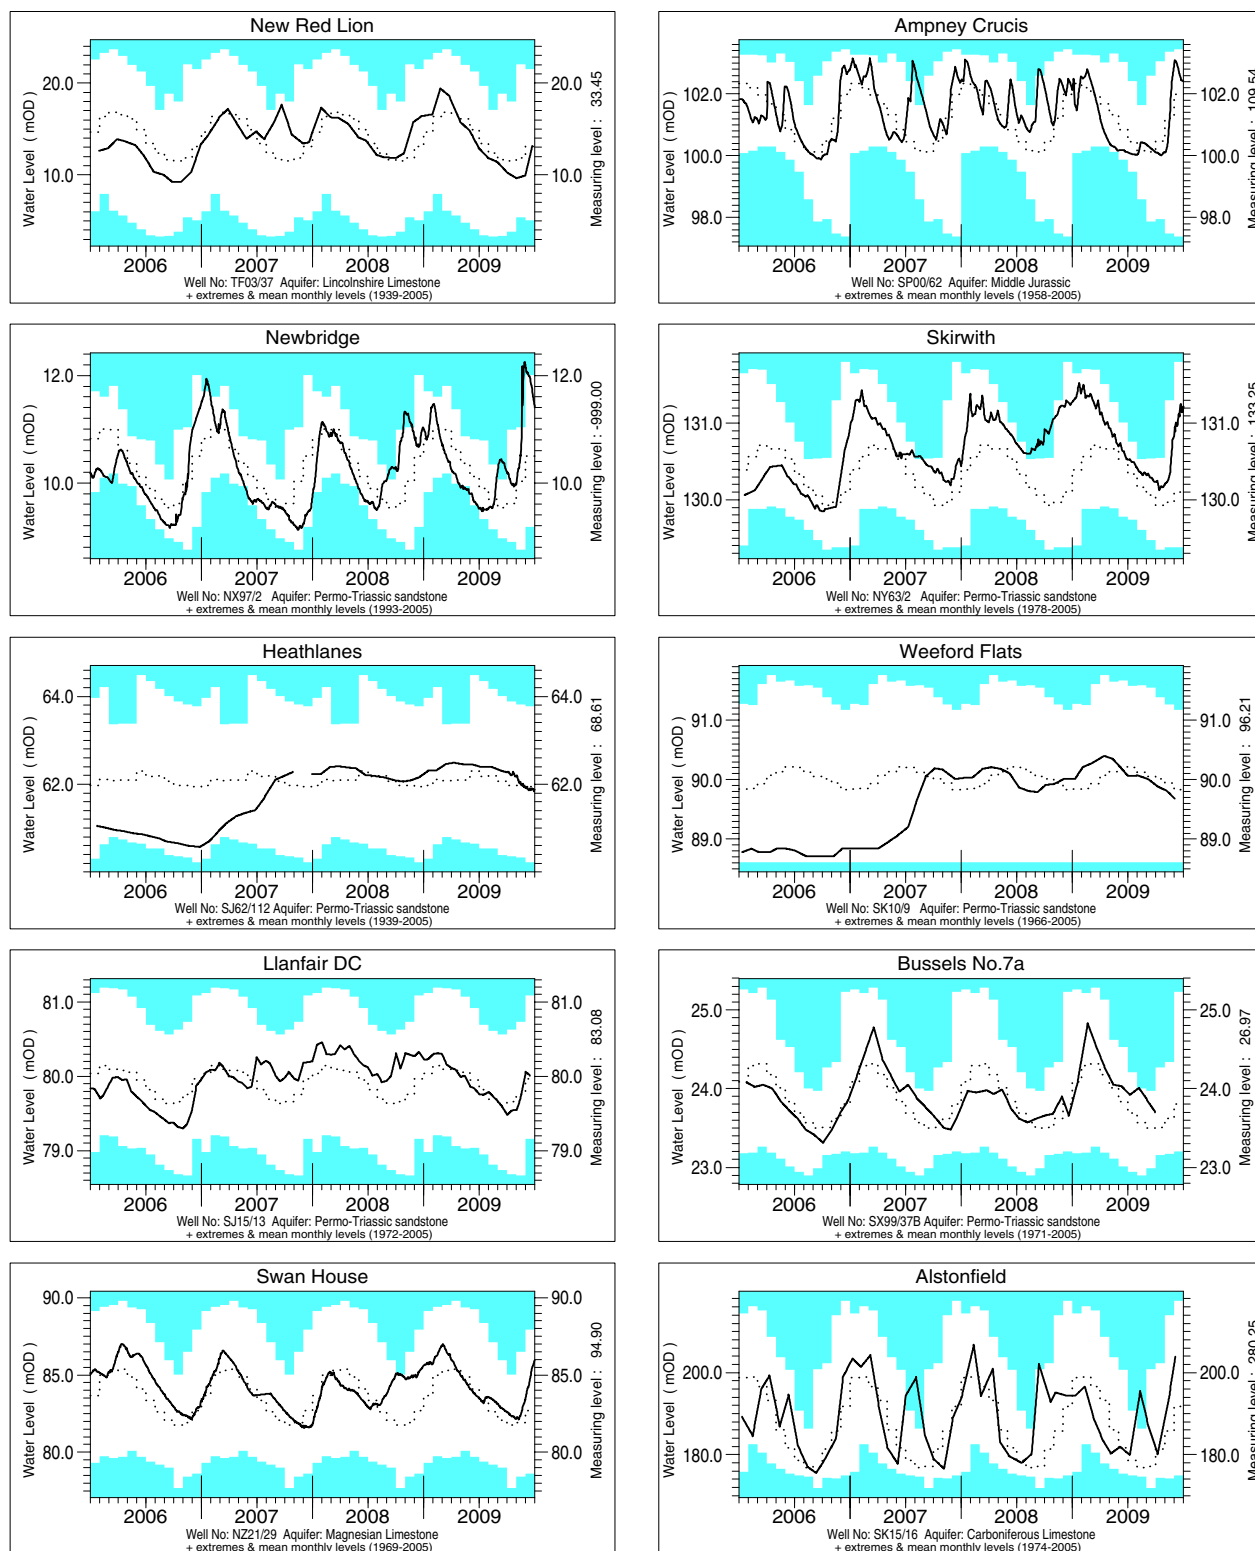 New Red Lion
20.0
10.0
20.0
10.0
Water Level ( mOD )
Measuring level : 33.45
2006 2007 2008 2009
Well No: TF03/37 Aquifer: Lincolnshire Limestone
+ extremes & mean monthly levels (1939-2005)
Ampney Crucis
102.0
100.0
98.0
102.0
100.0
98.0
Water Level ( mOD )
Measuring level : 109.54
2006 2007 2008 2009
Well No: SP00/62 Aquifer: Middle Jurassic
+ extremes & mean monthly levels (1958-2005)
Newbridge
12.0
10.0
12.0
10.0
Water Level ( mOD )
Measuring level : -999.00
2006 2007 2008 2009
Well No: NX97/2 Aquifer: Permo-Triassic sandstone
+ extremes & mean monthly levels (1993-2005)
Skirwith
131.0
130.0
131.0
130.0
Water Level ( mOD )
Measuring level : 133.25
2006 2007 2008 2009
Well No: NY63/2 Aquifer: Permo-Triassic sandstone
+ extremes & mean monthly levels (1978-2005)
Heathlanes
64.0
62.0
64.0
62.0
Water Level ( mOD )
Measuring level : 68.61
2006 2007 2008 2009
Well No: SJ62/112 Aquifer: Permo-Triassic sandstone
+ extremes & mean monthly levels (1939-2005)
Weeford Flats
91.0
90.0
89.0
91.0
90.0
89.0
Water Level ( mOD )
Measuring level : 96.21
2006 2007 2008 2009
Well No: SK10/9 Aquifer: Permo-Triassic sandstone
+ extremes & mean monthly levels (1966-2005)
Llanfair DC
81.0
80.0
79.0
81.0
80.0
79.0
Water Level ( mOD )
Measuring level : 83.08
2006 2007 2008 2009
Well No: SJ15/13 Aquifer: Permo-Triassic sandstone
+ extremes & mean monthly levels (1972-2005)
Bussels No.7a
25.0
24.0
23.0
25.0
24.0
23.0
Water Level ( mOD )
Measuring level : 26.97
2006 2007 2008 2009
Well No: SX99/37B Aquifer: Permo-Triassic sandstone
+ extremes & mean monthly levels (1971-2005)
Swan House
90.0
85.0
80.0
90.0
85.0
80.0
Water Level ( mOD )
Measuring level : 94.90
2006 2007 2008 2009
Well No: NZ21/29 Aquifer: Magnesian Limestone
+ extremes & mean monthly levels (1969-2005)
Alstonfield
200.0
180.0
200.0
180.0
Water Level ( mOD )
Measuring level : 280.25
2006 2007 2008 2009
Well No: SK15/16 Aquifer: Carboniferous Limestone
+ extremes & mean monthly levels (1974-2005)